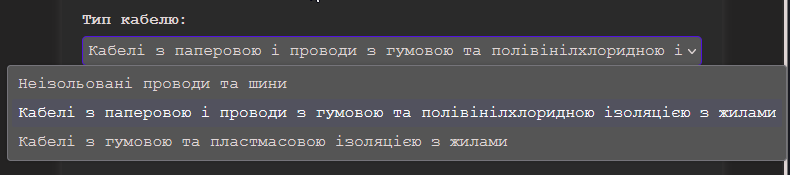 Тип кабелю:
Кабелі з паперовою і проводи з гумовою та полівінілхлоридною і
Неізольовані проводи та шини
Кабелі з паперовою і проводи з гумовою та полівінілхлоридною ізоляцією з жилами
Кабелі з гумовою та пластмасовою ізоляцією з жилами